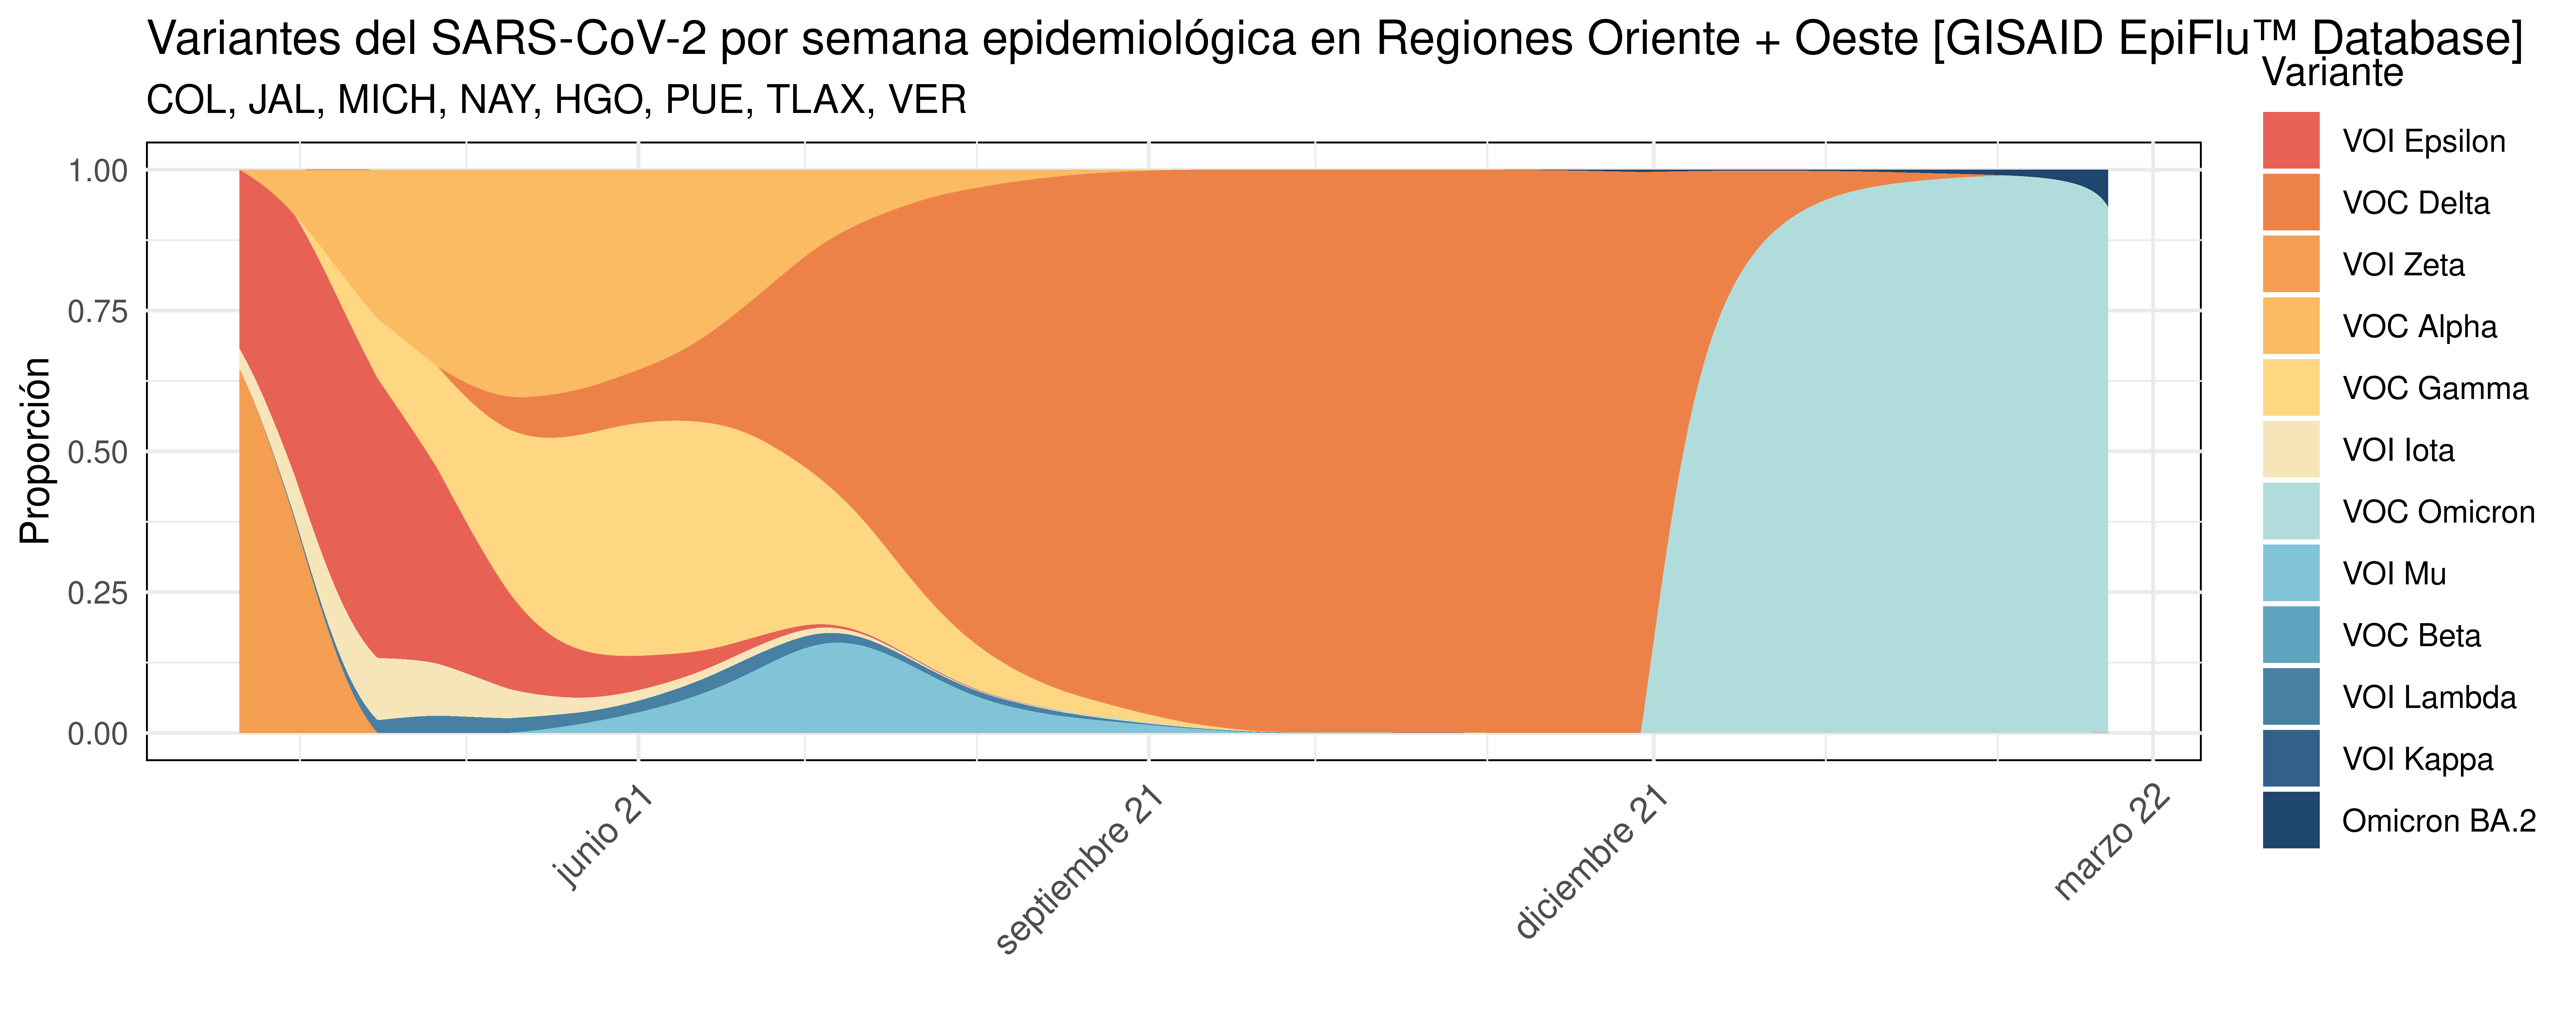 Variantes del SARS-CoV-2 por semana epidemiológica en Regiones Oriente + Oeste [GISAID EpiFlu™ Database]
COL, JAL, MICH, NAY, HGO, PUE, TLAX, VER
Proporción
1.00
0.75
0.50
0.25
0.00
junio 21
septiembre 21
diciembre 21
marzo 22
Variante
VOI Epsilon
VOC Delta
VOI Zeta
VOC Alpha
VOC Gamma
VOI Iota
VOC Omicron
VOI Mu
VOC Beta
VOI Lambda
VOI Kappa
Omicron BA.2